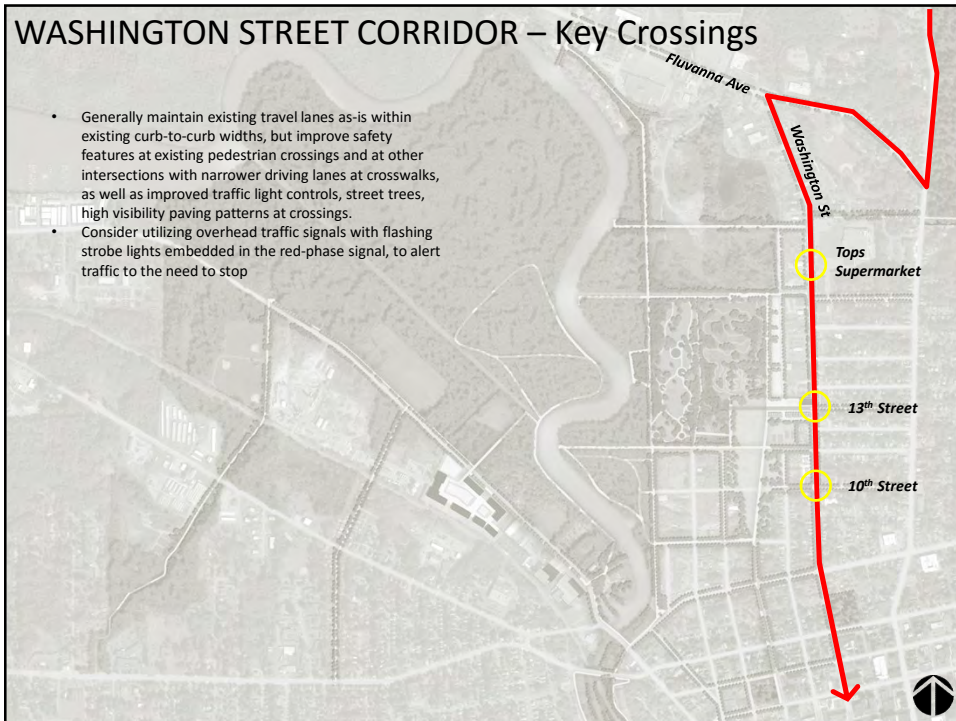 WASHINGTON STREET CORRIDOR – Key Crossings
Fluvanna Ave
• Generally maintain existing travel lanes as-is within
existing curb-to-curb widths, but improve safety
features at existing pedestrian crossings and at other
intersections with narrower driving lanes at crosswalks,
as well as improved traffic light controls, street trees,
high visibility paving patterns at crossings.
• Consider utilizing overhead traffic signals with flashing
strobe lights embedded in the red-phase signal, to alert
traffic to the need to stop
Washington St
Tops
Supermarket
13th Street
10th Street